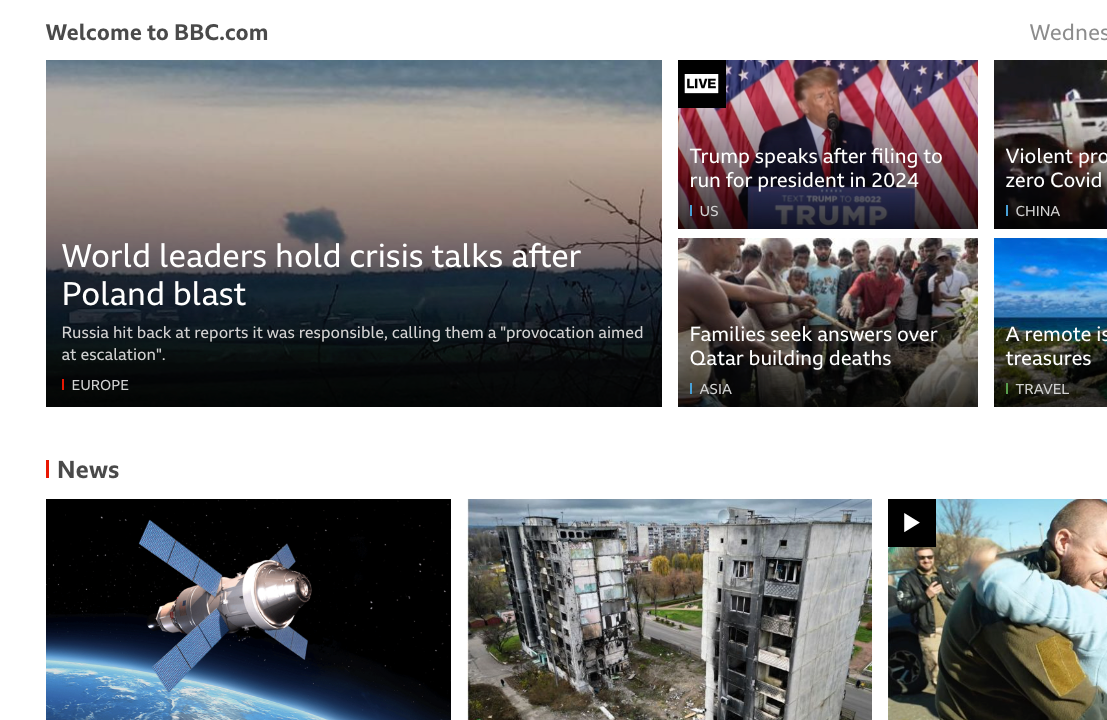 Welcome to BBC.com
World leaders hold crisis talks after
Poland blast
Russia hit back at reports it was responsible, calling them a "provocation aimed
at escalation".
EUROPE
LIVE
Trump speaks after filing to
run for president in 2024
US
TEXT TRUMP TO 88022
TRUMP
Violent
zero Covid
CHINA
Families seek answers over
Qatar building deaths
ASIA
A remote
treasures
TRAVEL
News